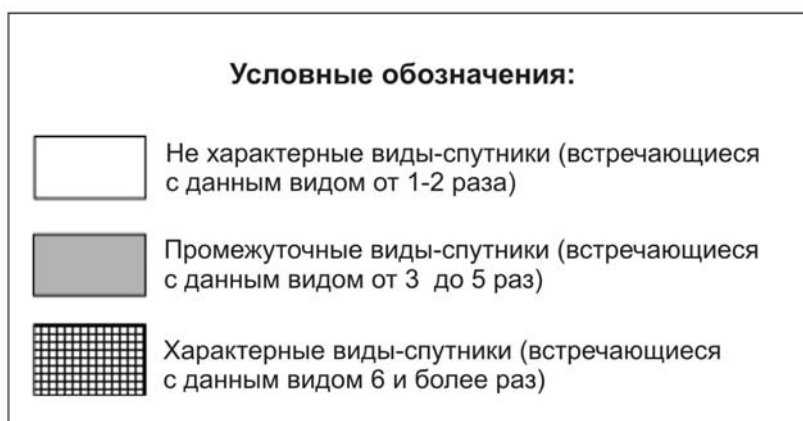 Условные обозначения:
Не характерные виды-спутники (встречающиеся
с данным видом от 1-2 раза)
Промежуточные виды-спутники (встречающиеся
с данным видом от 3 до 5 раз)
Характерные виды-спутники (встречающиеся
с данным видом 6 и более раз)